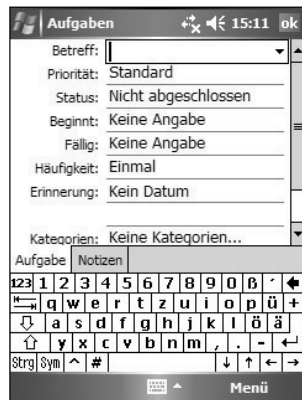 Aufgaben 15:11 ok
Betreff:
Priorität: Standard
Status: Nicht abgeschlossen
Beginnt: Keine Angabe
Fällig: Keine Angabe
Häufigkeit: Einmal
Erinnerung: Kein Datum
Kategorien: Keine Kategorien...
Aufgabe Notizen
123 1 2 3 4 5 6 7 8 9 0 ß ´
q w e r t z u i o p ü +
a s d f g h j k l ö ä
y x c v b n m , . -
Strg Sym ^ #
Menü